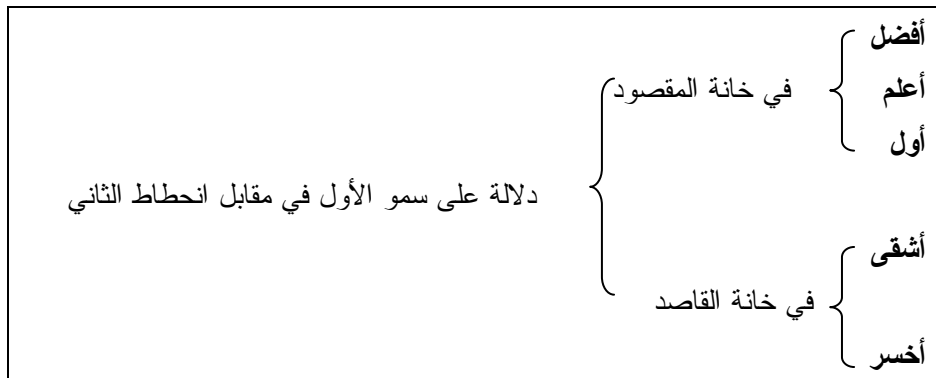 أفضل
أعلم
في خانة المقصود
أول
دلالة على سمو الأول في مقابل انحطاط الثاني
أشقى
في خانة القاصد
أخسر